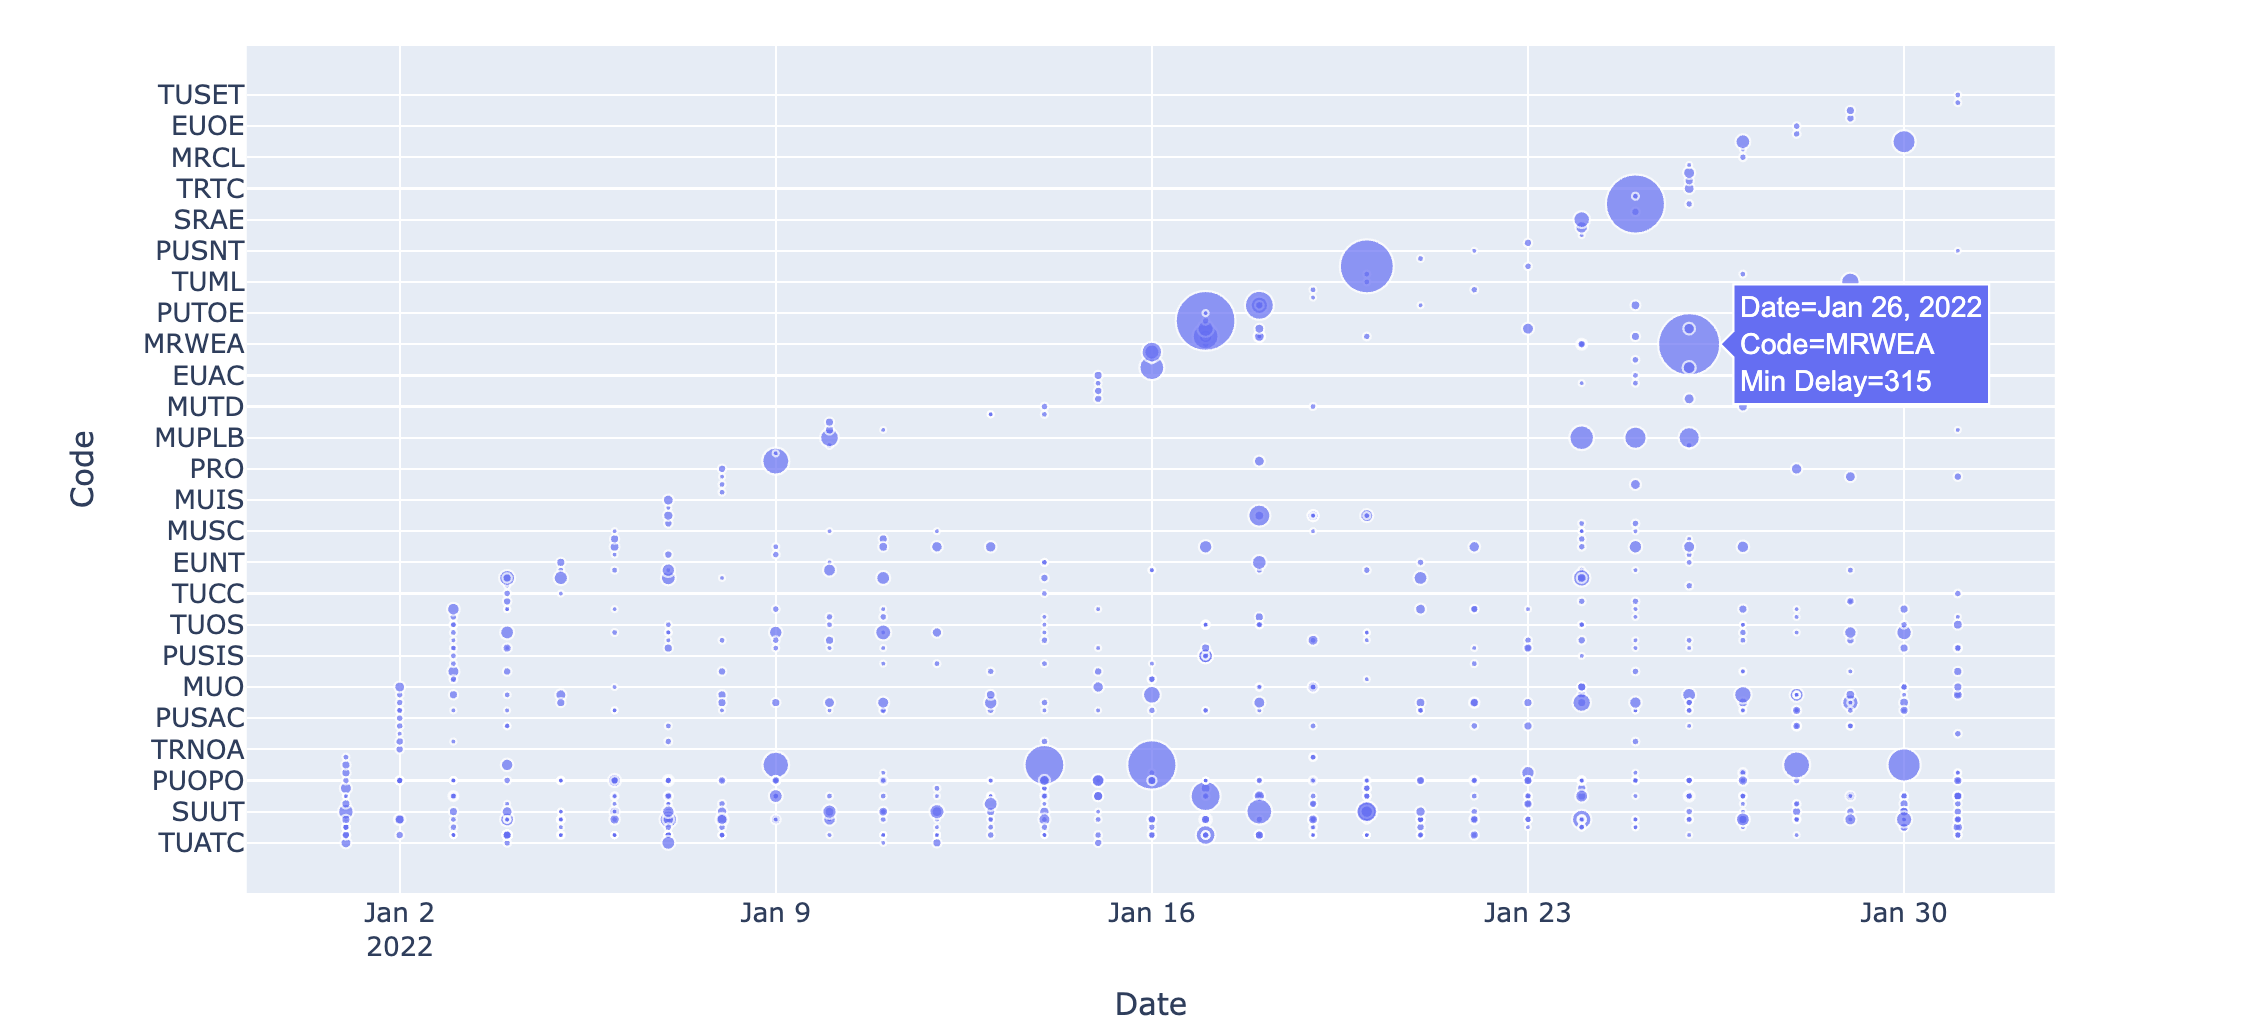 TUSET
EUOE
MRCL
TRTC
SRAE
PUSNT
TUML
PUTOE
MRWEA
EUAC
MUTD
MUPLB
PRO
MUIS
MUSC
EUNT
TUCC
TUOS
PUSIS
MUO
PUSAC
TRNOA
PUOPO
SUUT
TUATC
Code
Date=Jan 26, 2022
Code=MRWEA
Min Delay=315
Jan 2
2022
Jan 9
Jan 16
Jan 23
Jan 30
Date